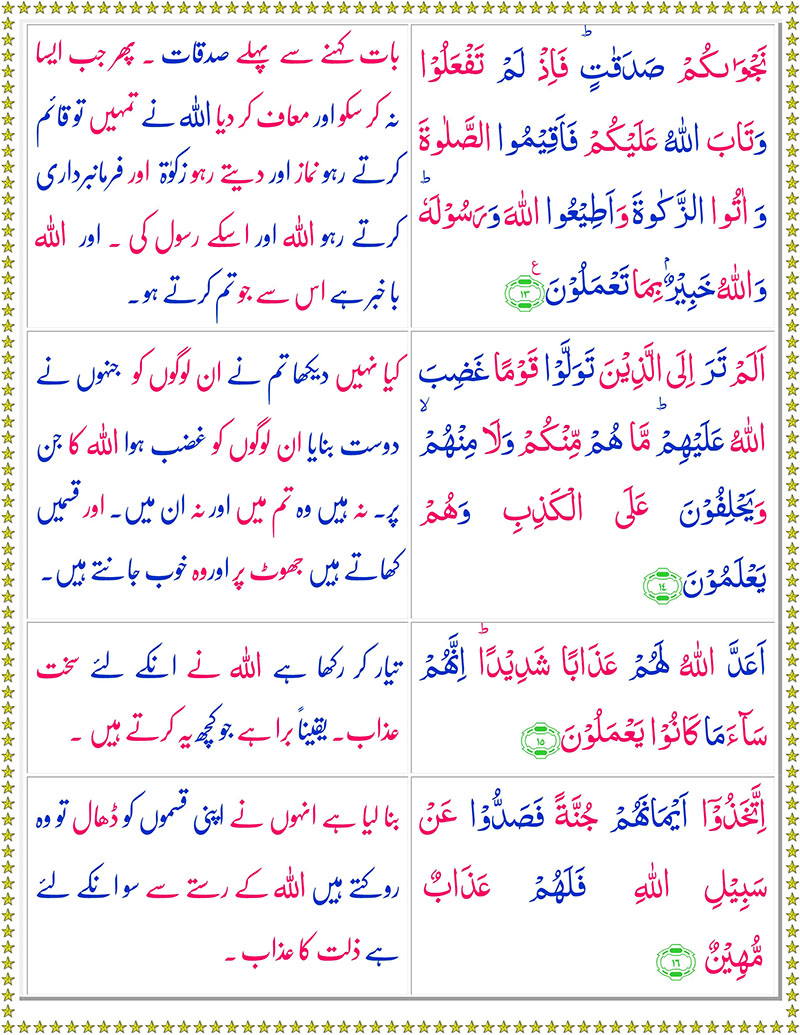 نَجْوٰىكُمْ صَدَقٰتٍ ؕ فَاِذْ لَمْ تَفْعَلُوْا
وَتَابَ اللّٰهُ عَلَيْكُمْ فَاَقِيْمُوا الصَّلٰوةَ
وَ اٰتُوا الزَّكٰوةَ وَاَطِيْعُوا اللّٰهَ وَرَسُوْلَهٗ ؕ
وَاللّٰهُ خَبِيْرٌۢ بِمَا تَعْمَلُوْنَ ع ۱۳
بات کہنے سے پہلے صدقات ۔ پھر جب ایسا
نہ کر سکو اور معاف کر دیا اللہ نے تمہیں تو قائم
کرتے رہو نماز اور دیتے رہو زکوٰۃ اور فرمانبرداری
کرتے رہو اللہ اور اسکے رسول کی ۔ اور اللہ
باخبر ہے اس سے جو تم کرتے ہو۔
اَلَمْ تَرَ اِلَى الَّذِيْنَ تَوَلَّوْا قَوْمًا غَضِبَ
اللّٰهُ عَلَيْهِمْ ؕ مَّا هُمْ مِّنْكُمْ وَلَا مِنْهُمْ ۙ
وَيَحْلِفُوْنَ عَلَى الْكَذِبِ وَهُمْ
يَعْلَمُوْنَ ۱٤
کیا نہیں دیکھا تم نے ان لوگوں کو جنہوں نے
دوست بنایا ان لوگوں کو غضب ہوا اللہ کا جن
پر۔ نہ ہیں وہ تم میں اور نہ ان میں۔ اور قسمیں
کھاتے ہیں جھوٹ پر اور وہ خوب جانتے ہیں۔
اَعَدَّ اللّٰهُ لَهُمْ عَذَابًا شَدِيْدًا ؕ اِنَّهُمْ
سَآءَ مَا كَانُوْا يَعْمَلُوْنَ ۱٥
تیار کر رکھا ہے اللہ نے انکے لئے سخت
عذاب۔ یقیناً برا ہے جو کچھ یہ کرتے ہیں ۔
اِتَّخَذُوْۤا اَيْمَانَهُمْ جُنَّةً فَصَدُّوْا عَنْ
سَبِيْلِ اللّٰهِ فَلَهُمْ عَذَابٌ
مُّهِيْنٌ ۱٦
بنا لیا ہے انہوں نے اپنی قسموں کو ڈھال تو وہ
روکتے ہیں اللہ کے رستے سے سو انکے لئے
ہے ذلت کا عذاب ۔